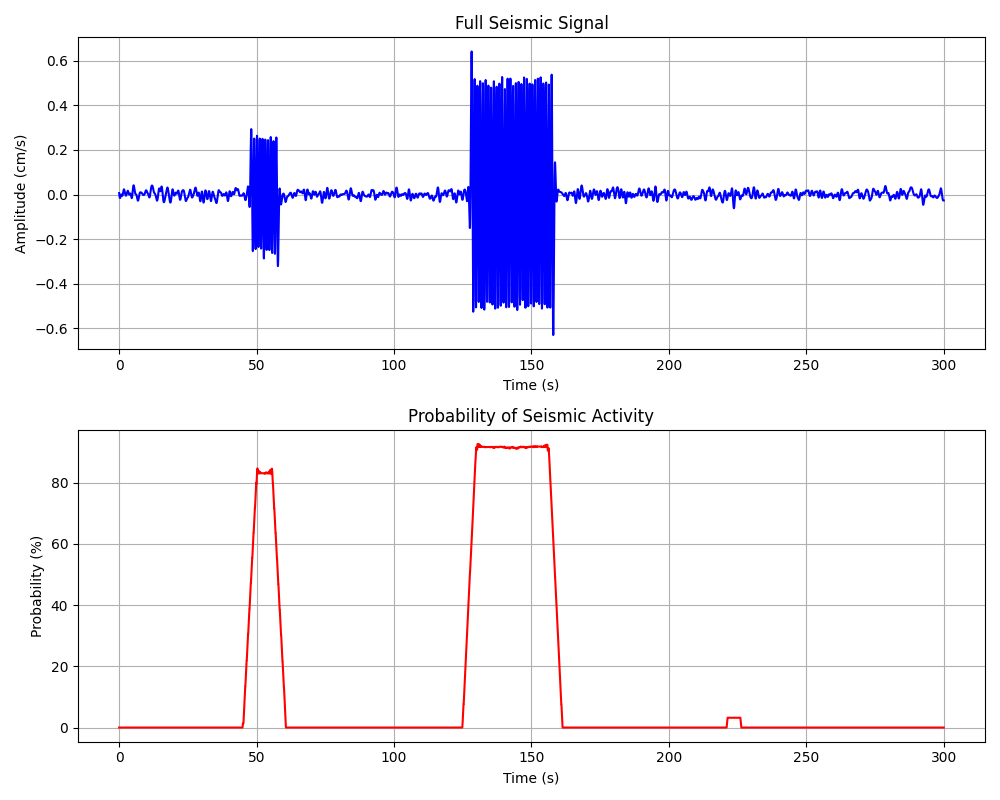 Full Seismic Signal
Amplitude (cm/s)
0.6
0.4
0.2
0.0
−0.2
−0.4
−0.6
0 50 100 150 200 250 300
Time (s)
Probability of Seismic Activity
Probability (%)
80
60
40
20
0
0 50 100 150 200 250 300
Time (s)